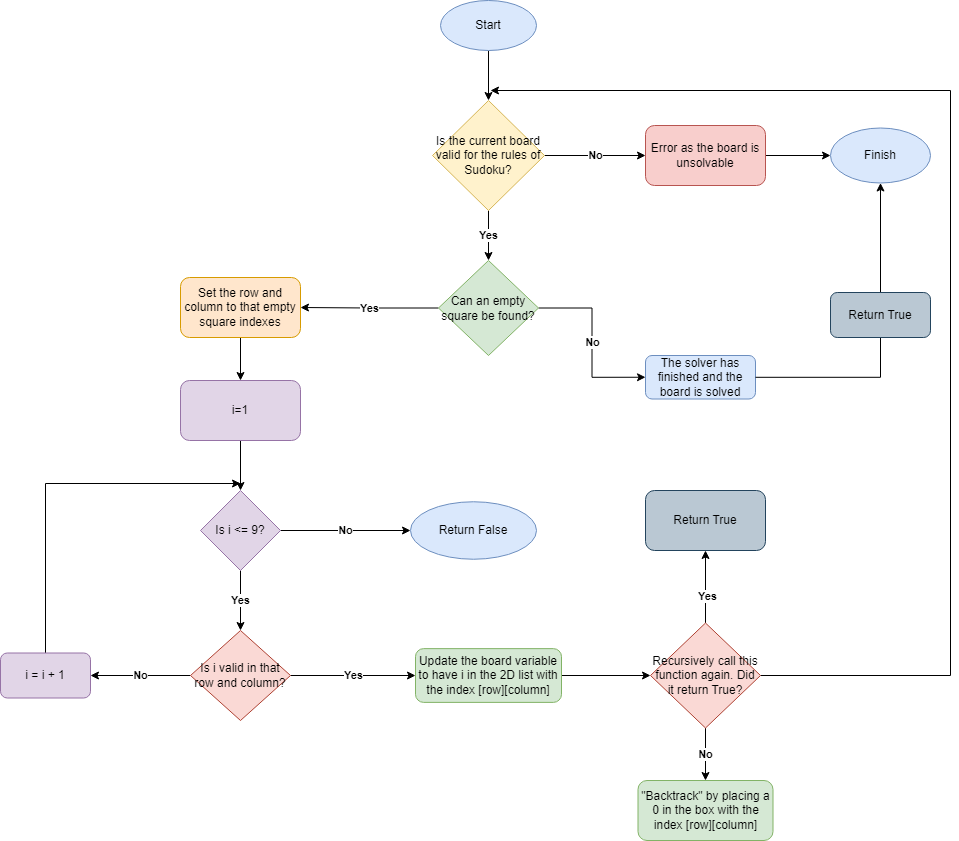 Start
Is the current board
valid for the rules of
Sudoku?
No
Error as the board is
unsolvable
Finish
Yes
Set the row and
column to that empty
square indexes
Yes
Can an empty
square be found?
No
Return True
The solver has
finished and the
board is solved
i=1
Is i <= 9?
No
Return False
Return True
Yes
Yes
i = i + 1
No
Is i valid in that
row and column?
Yes
Update the board variable
to have i in the 2D list with
the index [row][column]
Recursively call this
function again. Did
it return True?
No
"Backtrack" by placing a
0 in the box with the
index [row][column]